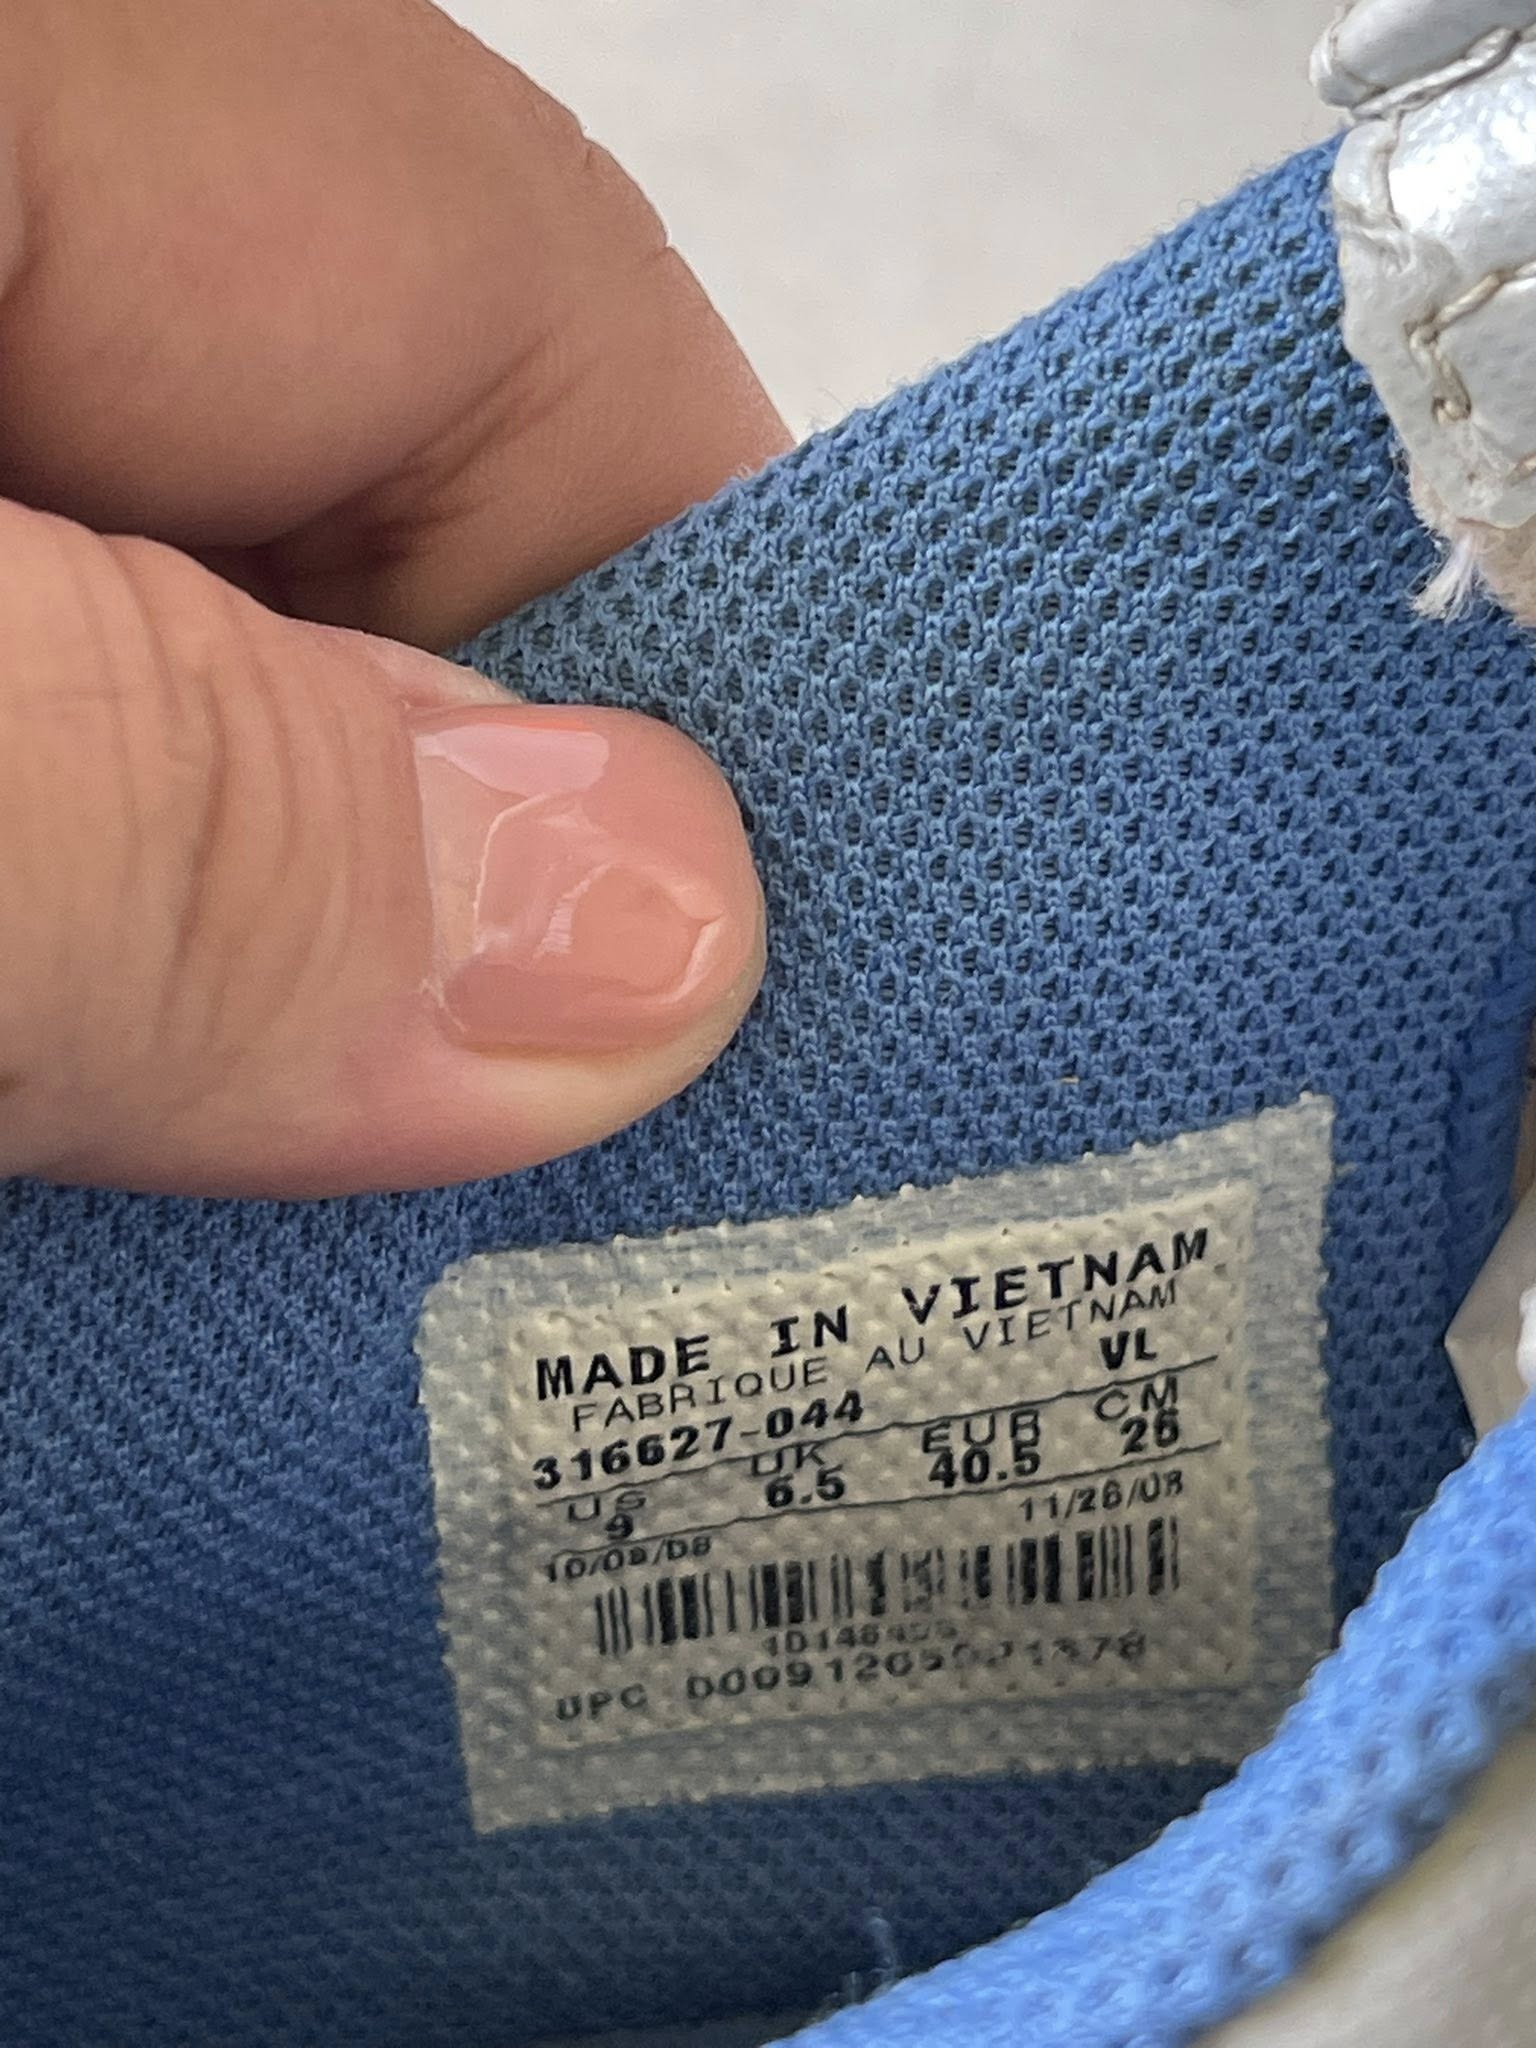 MADE IN VIETNAM
FABRIQUE AU VIETNAM
316627-044 VL
US UK EUR CM
9 6.5 40.5 26
10/09/08 11/26/08
UPC